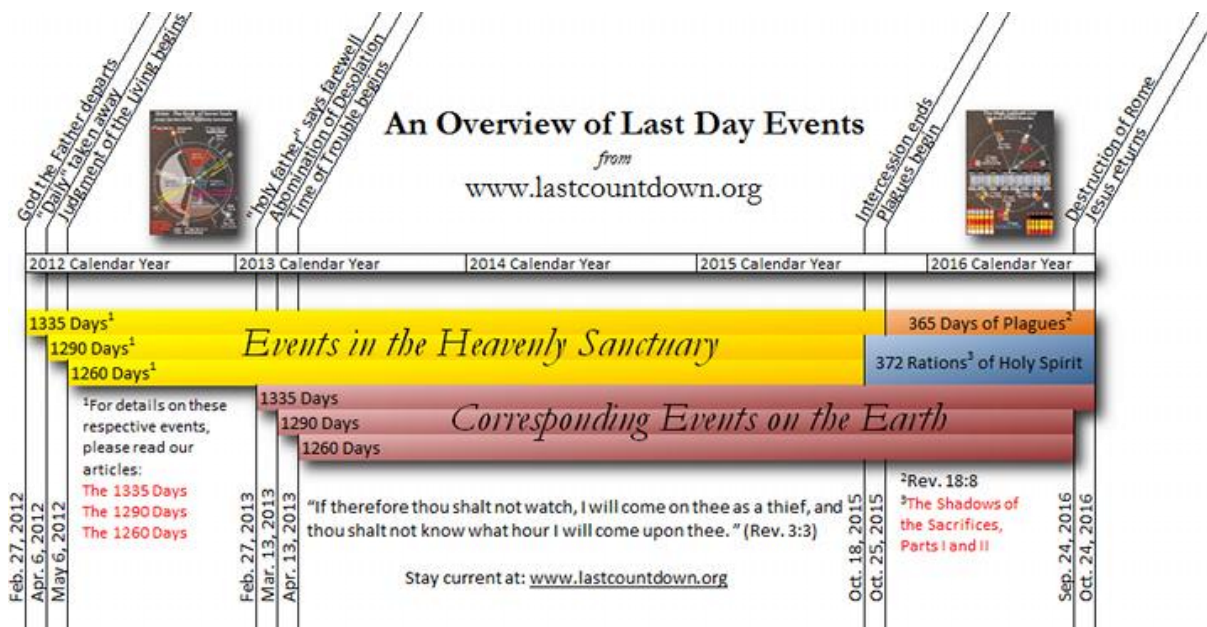 God the Father departs
"Daily" taken away
Judgment of the Living begins
"holy father" says farewell
Abomination of Desolation
Time of Trouble begins
An Overview of Last Day Events
from
www.lastcountdown.org
Intercession ends
Plagues begin
Destruction of Rome
Jesus returns
2012 Calendar Year
2013 Calendar Year
2014 Calendar Year
2015 Calendar Year
2016 Calendar Year
1335 Days¹
1290 Days¹
1260 Days¹
Events in the Heavenly Sanctuary
365 Days of Plagues²
372 Rations³ of Holy Spirit
1335 Days
1290 Days
1260 Days
Corresponding Events on the Earth
¹For details on these
respective events,
please read our
articles:
The 1335 Days
The 1290 Days
The 1260 Days
"If therefore thou shalt not watch, I will come on thee as a thief, and
thou shalt not know what hour I will come upon thee. " (Rev. 3:3)
Stay current at: www.lastcountdown.org
²Rev. 18:8
³The Shadows of
the Sacrifices,
Parts I and II
Feb. 27, 2012
Apr. 6, 2012
May 6, 2012
Feb. 27, 2013
Mar. 13, 2013
Apr. 13, 2013
Oct. 18, 2015
Oct. 25, 2015
Sep. 24, 2016
Oct. 24, 2016